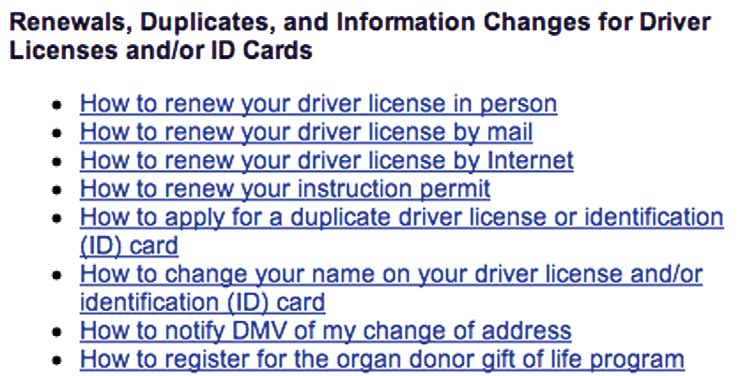 Renewals, Duplicates, and Information Changes for Driver
Licenses and/or ID Cards
• How to renew your driver license in person
• How to renew your driver license by mail
• How to renew your driver license by Internet
• How to renew your instruction permit
• How to apply for a duplicate driver license or identification
(ID) card
• How to change your name on your driver license and/or
identification (ID) card
• How to notify DMV of my change of address
• How to register for the organ donor gift of life program